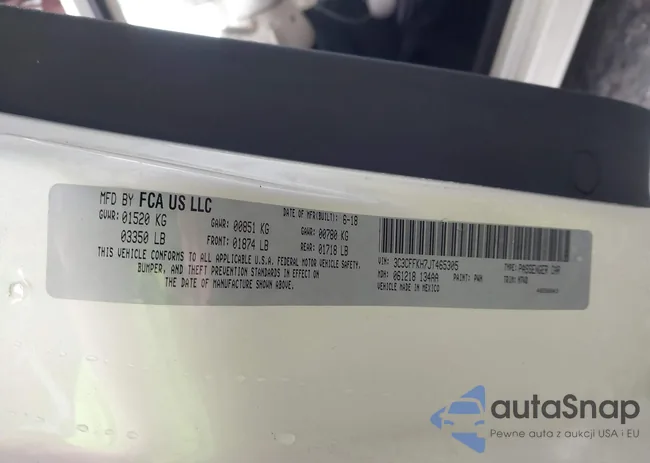 MFD BY FCA US LLC
DATE OF MFR(BUILT): 6-18
GVWR: 01520 KG GAWR: 00851 KG GAWR: 00780 KG
03350 LB FRONT: 01874 LB REAR: 01718 LB
THIS VEHICLE CONFORMS TO ALL APPLICABLE U.S.A. FEDERAL MOTOR VEHICLE SAFETY,
BUMPER, AND THEFT PREVENTION STANDARDS IN EFFECT ON
THE DATE OF MANUFACTURE SHOWN ABOVE.
VIN: 3C3CFFKH7JT465305 TYPE: PASSENGER CAR
MDH: 061218 134AA PAINT: PWN TRIM:
VEHICLE MADE IN MEXICO
autaSnap
Pewne auta z aukcji USA i EU